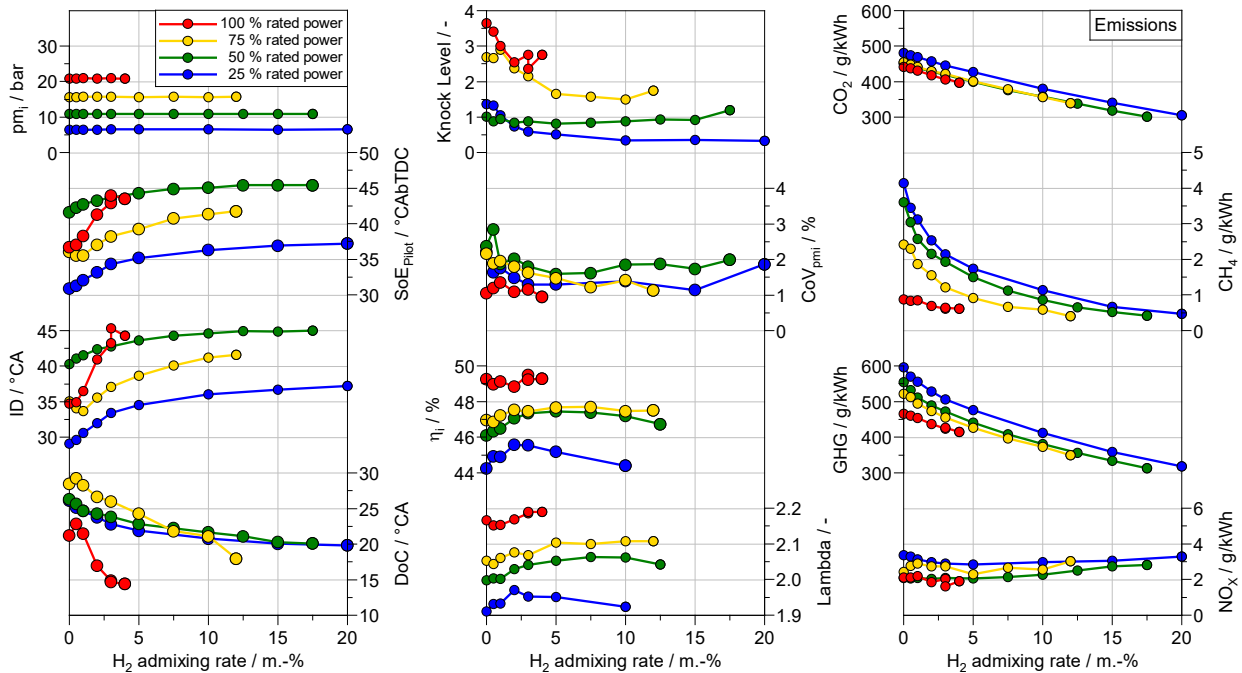 100 % rated power
75 % rated power
50 % rated power
25 % rated power
30
20
10
0
pm_i / bar
50
45
40
35
30
SoE_Pilot / °CAbTDC
45
40
35
30
ID / °CA
30
25
20
15
10
DoC / °CA
0 5 10 15 20
H₂ admixing rate / m.-%
4
3
2
1
0
Knock Level / -
4
3
2
1
0
CoV_pmil / %
50
48
46
44
η_i / %
2.2
2.1
2.0
1.9
Lambda / -
0 5 10 15 20
H₂ admixing rate / m.-%
Emissions
600
500
400
300
CO₂ / g/kWh
5
4
3
2
1
0
CH₄ / g/kWh
600
500
400
300
GHG / g/kWh
6
4
2
0
NO_X / g/kWh
0 5 10 15 20
H₂ admixing rate / m.-%